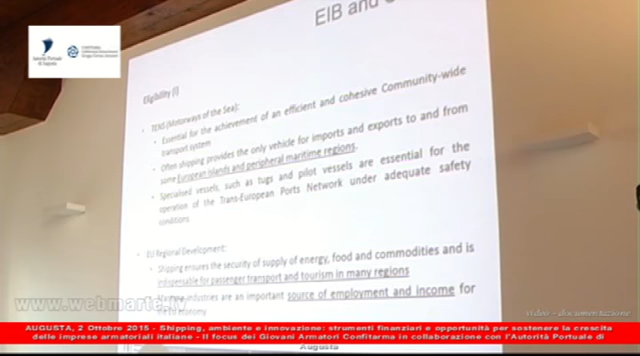 EIB and
Eligibility (i)
• TENS (Motorways of the Sea):
• Essential for the achievement of an efficient and cohesive Community-wide
transport system
• Often shipping provides the only vehicle for imports and exports to and from
some European islands and peripheral maritime regions.
• Specialised vessels, such as tugs and pilot vessels are essential for the
operation of the Trans-European Ports Network under adequate safety
conditions
• EU Regional Development:
• Shipping ensures the security of supply of energy, food and commodities and is
indispensable for passenger transport and tourism in many regions
industries are an important source of employment and income for
economy
www.webmarte.tv
video - documentazione
AUGUSTA, 2 Ottobre 2015 - Shipping, ambiente e innovazione: strumenti finanziari e opportunità per sostenere la crescita
delle imprese armatoriali italiane - Il focus dei Giovani Armatori Confitarma in collaborazione con l'Autorità Portuale di
Augusta